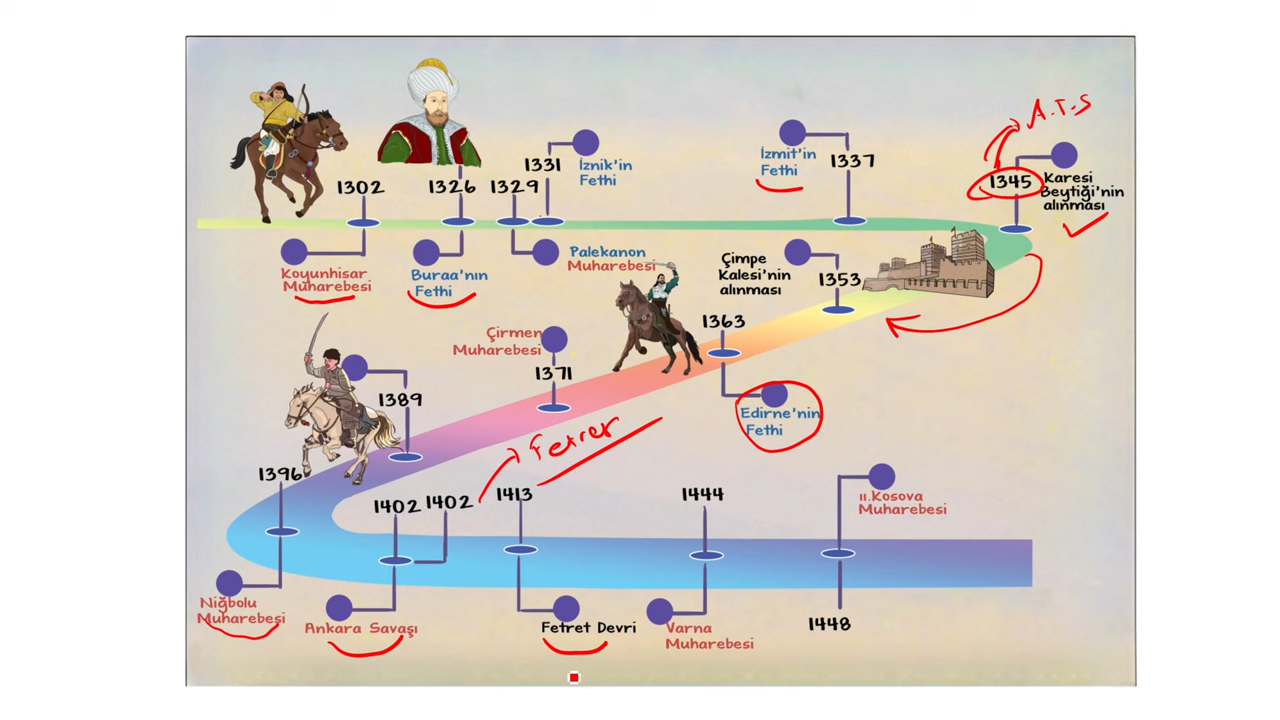 A.T.S
1302
Koyunhisar
Muharebesi
1326
Buraa'nın
Fethi
1329
Palekanon
Muharebesi
1331
İznik'in
Fethi
İzmit'in
Fethi
1337
1345
Karesi
Beytiği'nin
alınması
Çimpe
Kalesi'nin
alınması
1353
1363
Edirne'nin
Fethi
Çirmen
Muharebesi
1371
1389
1396
Niğbolu
Muharebesi
1402
1402
Ankara Savaşı
Fetret
1413
Fetret Devri
1444
Varna
Muharebesi
II.Kosova
Muharebesi
1448